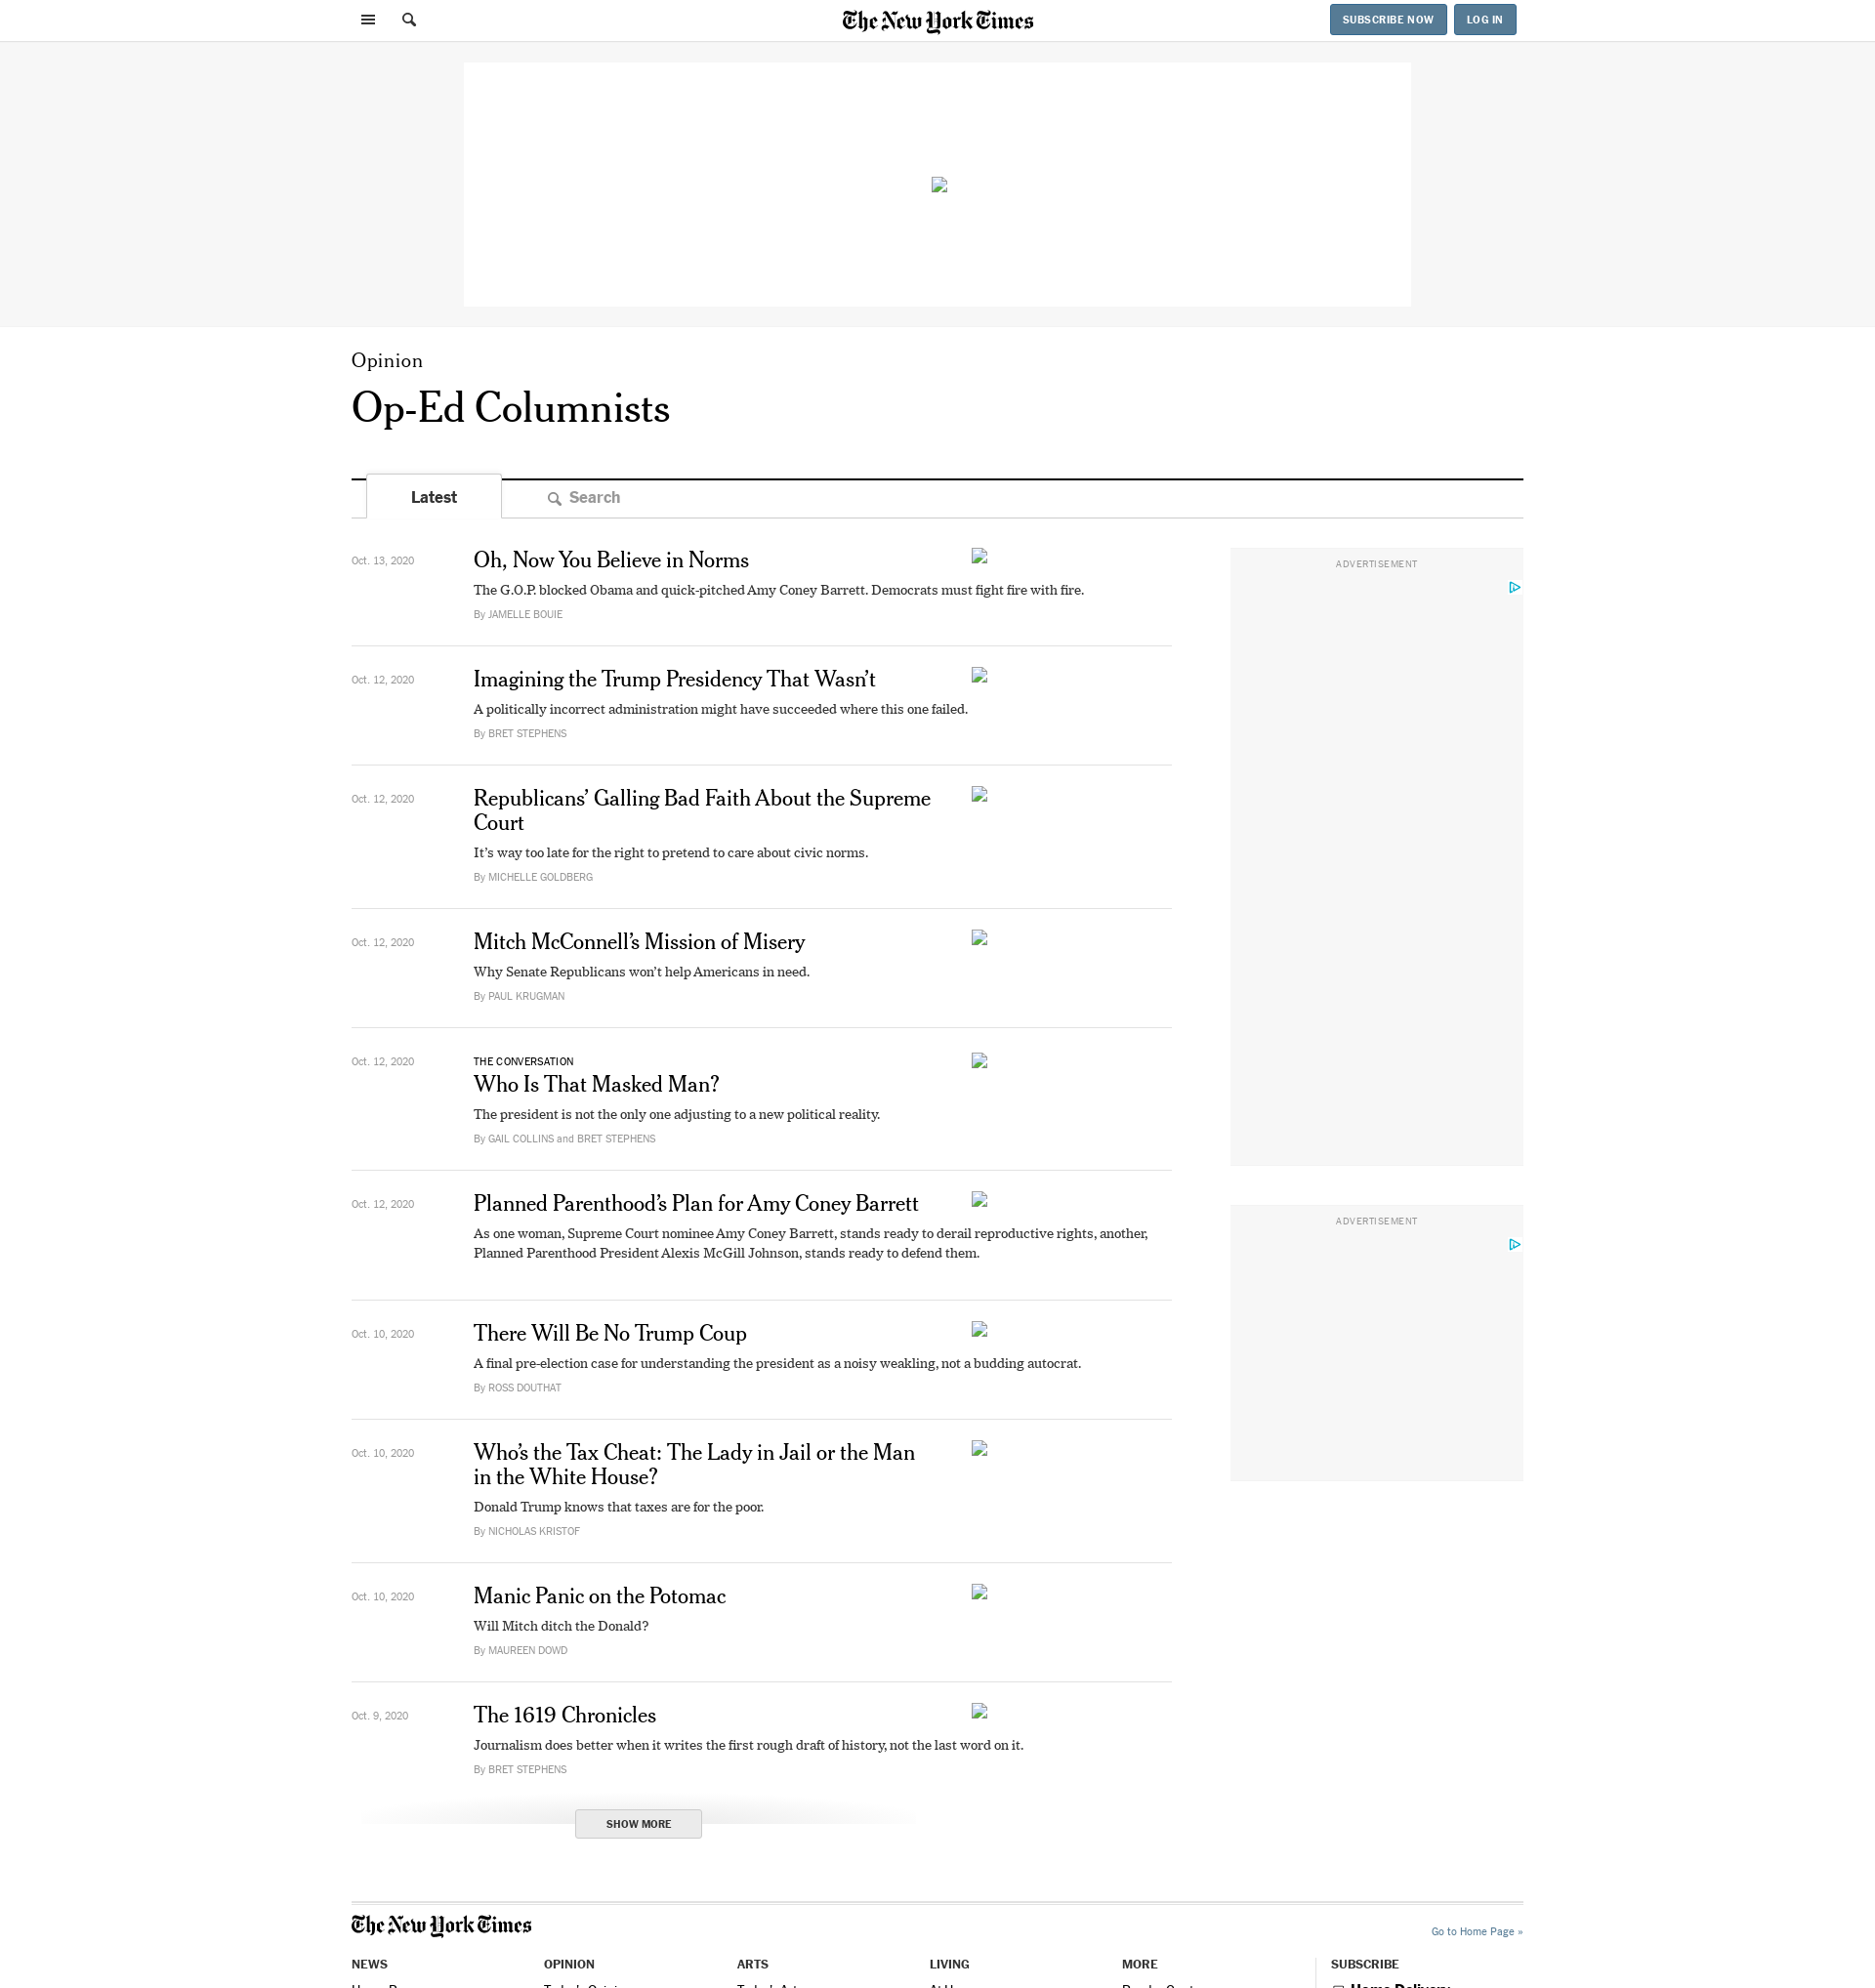 The New York Times
SUBSCRIBE NOW
LOG IN
Opinion
Op-Ed Columnists
Latest
Search
Oct. 13, 2020
Oh, Now You Believe in Norms
The G.O.P. blocked Obama and quick-pitched Amy Coney Barrett. Democrats must fight fire with fire.
By JAMELLE BOUIE
Oct. 12, 2020
Imagining the Trump Presidency That Wasn’t
A politically incorrect administration might have succeeded where this one failed.
By BRET STEPHENS
Oct. 12, 2020
Republicans’ Galling Bad Faith About the Supreme
Court
It’s way too late for the right to pretend to care about civic norms.
By MICHELLE GOLDBERG
Oct. 12, 2020
Mitch McConnell’s Mission of Misery
Why Senate Republicans won’t help Americans in need.
By PAUL KRUGMAN
Oct. 12, 2020
THE CONVERSATION
Who Is That Masked Man?
The president is not the only one adjusting to a new political reality.
By GAIL COLLINS and BRET STEPHENS
Oct. 12, 2020
Planned Parenthood’s Plan for Amy Coney Barrett
As one woman, Supreme Court nominee Amy Coney Barrett, stands ready to derail reproductive rights, another,
Planned Parenthood President Alexis McGill Johnson, stands ready to defend them.
Oct. 10, 2020
There Will Be No Trump Coup
A final pre-election case for understanding the president as a noisy weakling, not a budding autocrat.
By ROSS DOUTHAT
Oct. 10, 2020
Who’s the Tax Cheat: The Lady in Jail or the Man
in the White House?
Donald Trump knows that taxes are for the poor.
By NICHOLAS KRISTOF
Oct. 10, 2020
Manic Panic on the Potomac
Will Mitch ditch the Donald?
By MAUREEN DOWD
Oct. 9, 2020
The 1619 Chronicles
Journalism does better when it writes the first rough draft of history, not the last word on it.
By BRET STEPHENS
SHOW MORE
ADVERTISEMENT
ADVERTISEMENT
The New York Times
Go to Home Page »
NEWS
OPINION
ARTS
LIVING
MORE
SUBSCRIBE
Home Delivery